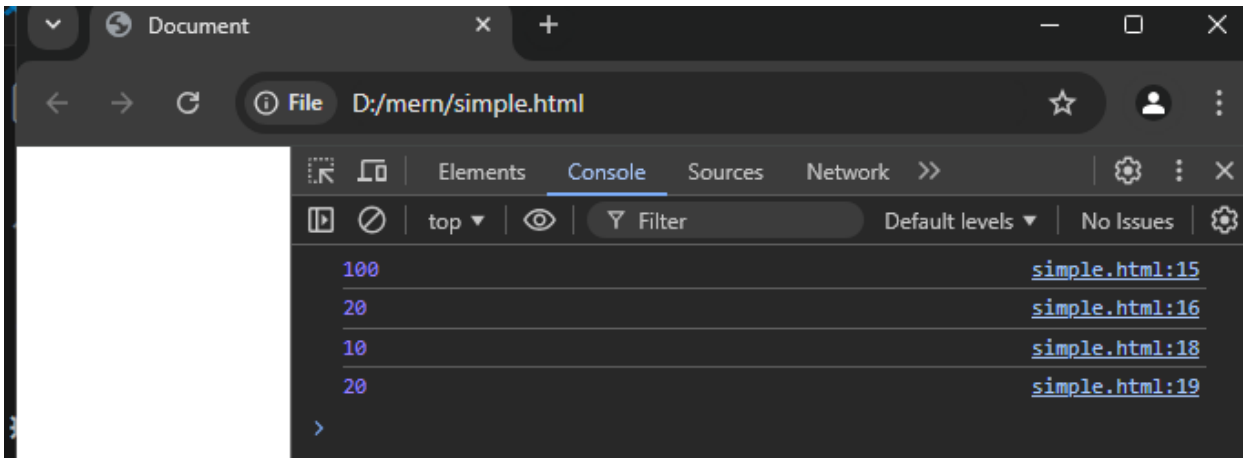 Document
File D:/mern/simple.html
Elements Console Sources Network
top Filter Default levels No Issues
100 simple.html:15
20 simple.html:16
10 simple.html:18
20 simple.html:19